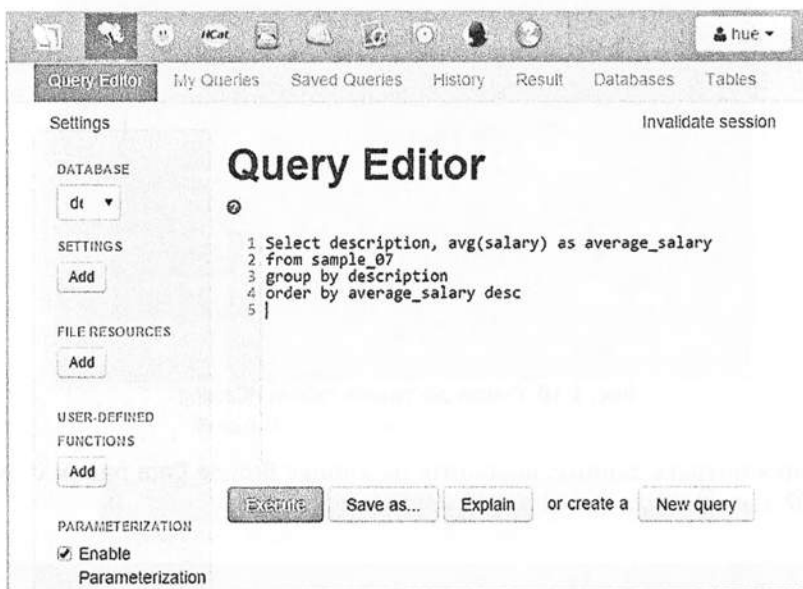 HCat
hue
Query Editor My Queries Saved Queries History Result Databases Tables
Settings
Invalidate session
DATABASE
de
SETTINGS
Add
FILE RESOURCES
Add
USER-DEFINED
FUNCTIONS
Add
PARAMETERIZATION
Enable
Parameterization
Query Editor
1 Select description, avg(salary) as average_salary
2 from sample_07
3 group by description
4 order by average_salary desc
5
Execute Save as... Explain or create a New query